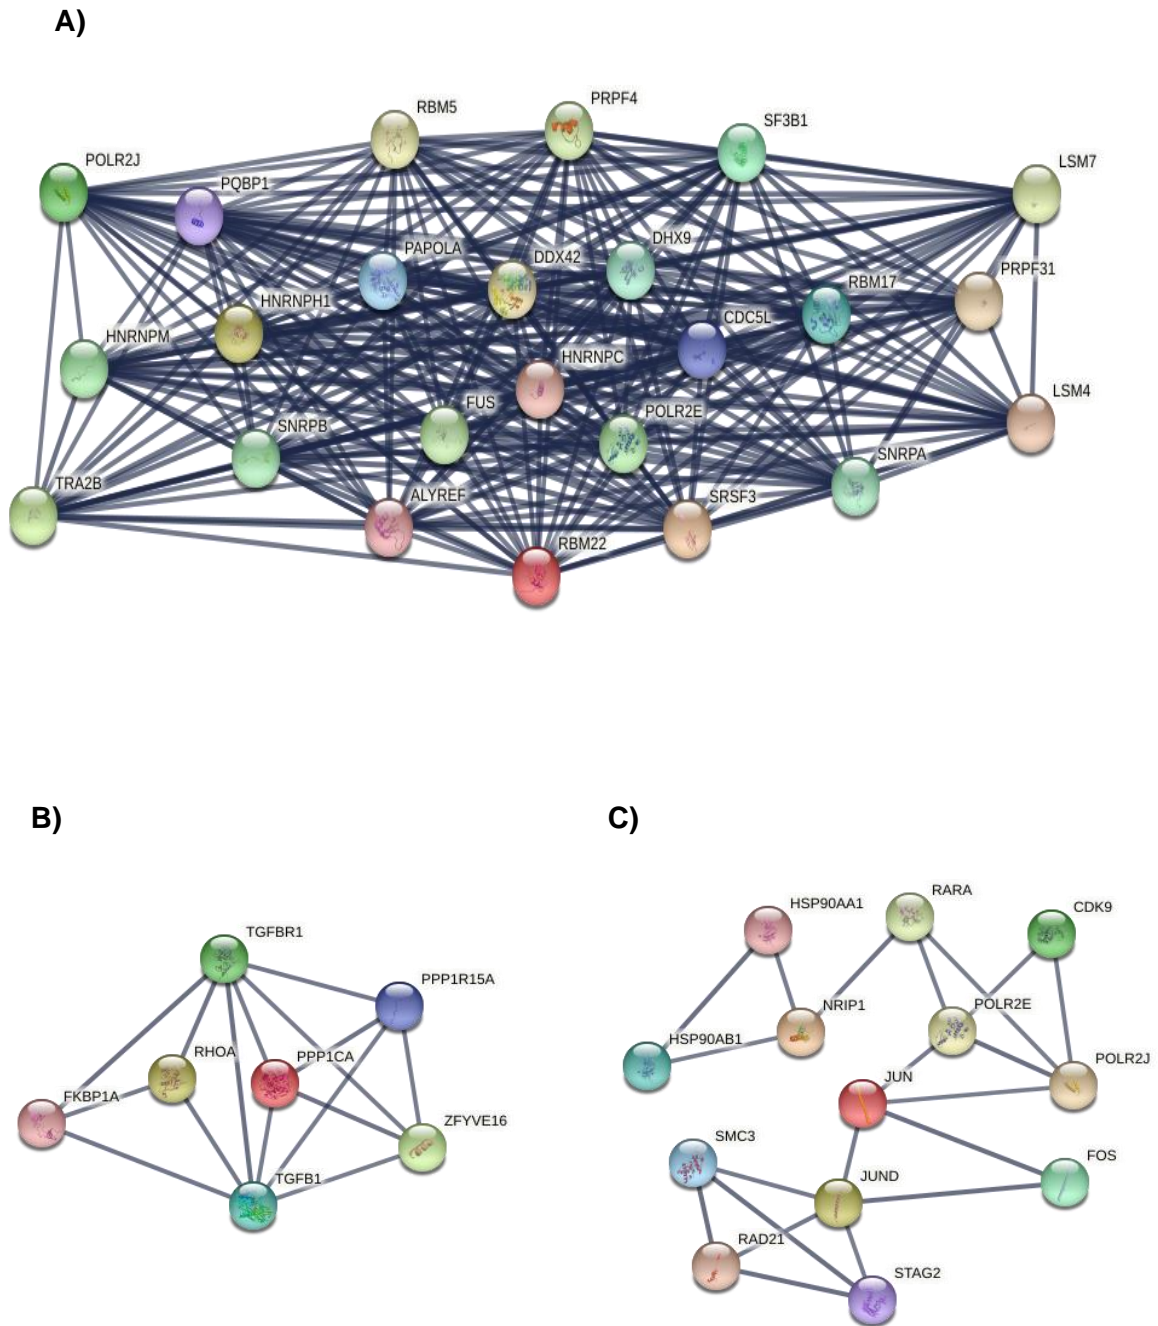 A)
RBM5
PRPF4
SF3B1
POLR2J
LSM7
PQBP1
PAPOLA
DDX42
DHX9
PRPF31
RBM17
HNRNPH1
CDC5L
HNRNPM
HNRNPC
LSM4
FUS
POLR2E
SNRPB
SNRPA
TRA2B
ALYREF
SRSF3
RBM22
B)
TGFBR1
PPP1R15A
RHOA
PPP1CA
FKBP1A
ZFYVE16
TGFB1
C)
HSP90AA1
RARA
CDK9
NRIP1
POLR2E
HSP90AB1
POLR2J
JUN
SMC3
FOS
JUND
RAD21
STAG2